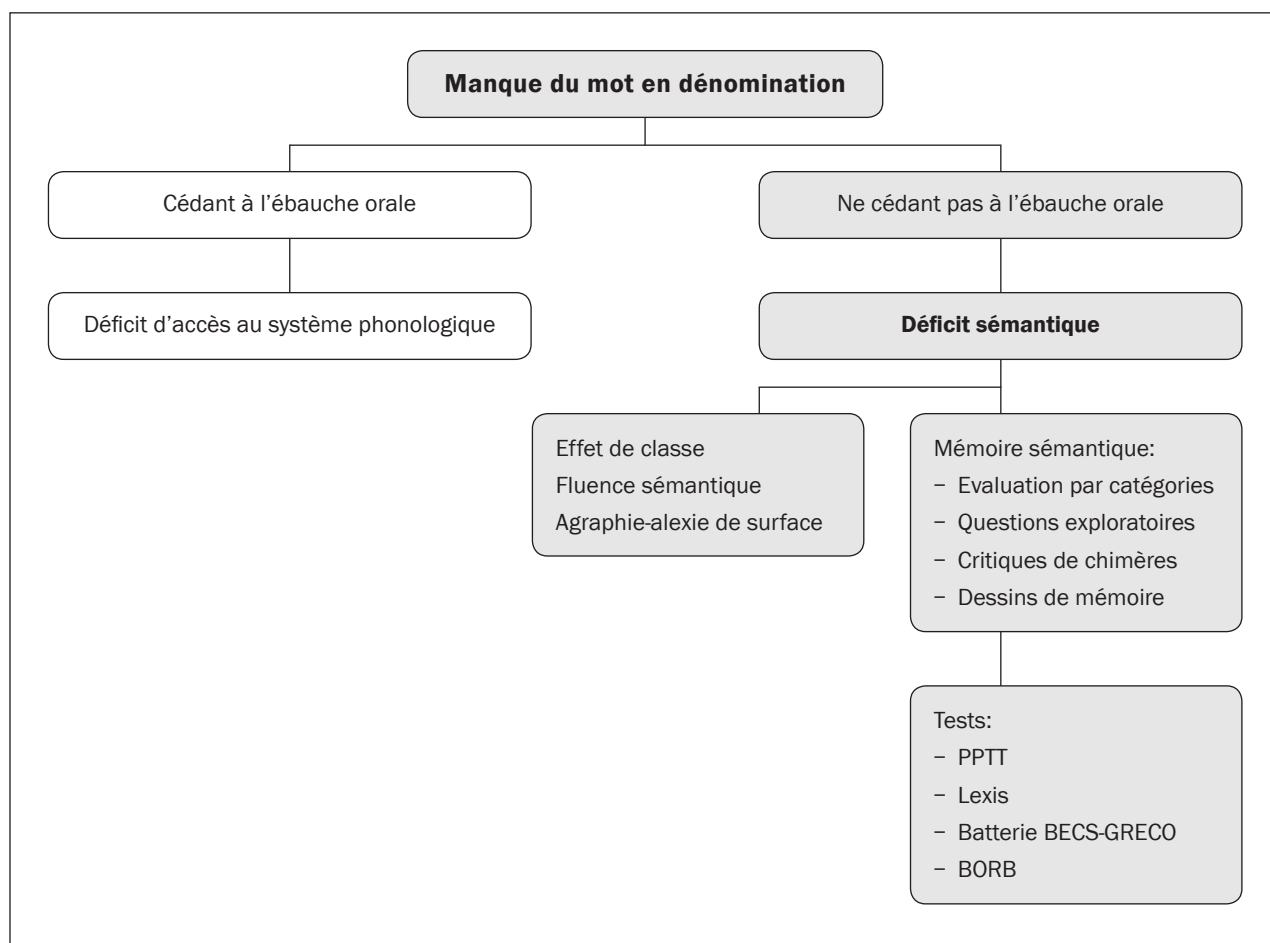 Manque du mot en dénomination
Cédant à l'ébauche orale
Ne cédant pas à l'ébauche orale
Déficit d'accès au système phonologique
Déficit sémantique
Effet de classe
Fluence sémantique
Agraphie-alexie de surface
Mémoire sémantique:
– Evaluation par catégories
– Questions exploratoires
– Critiques de chimères
– Dessins de mémoire
Tests:
– PPTT
– Lexis
– Batterie BECS-GRECO
– BORB